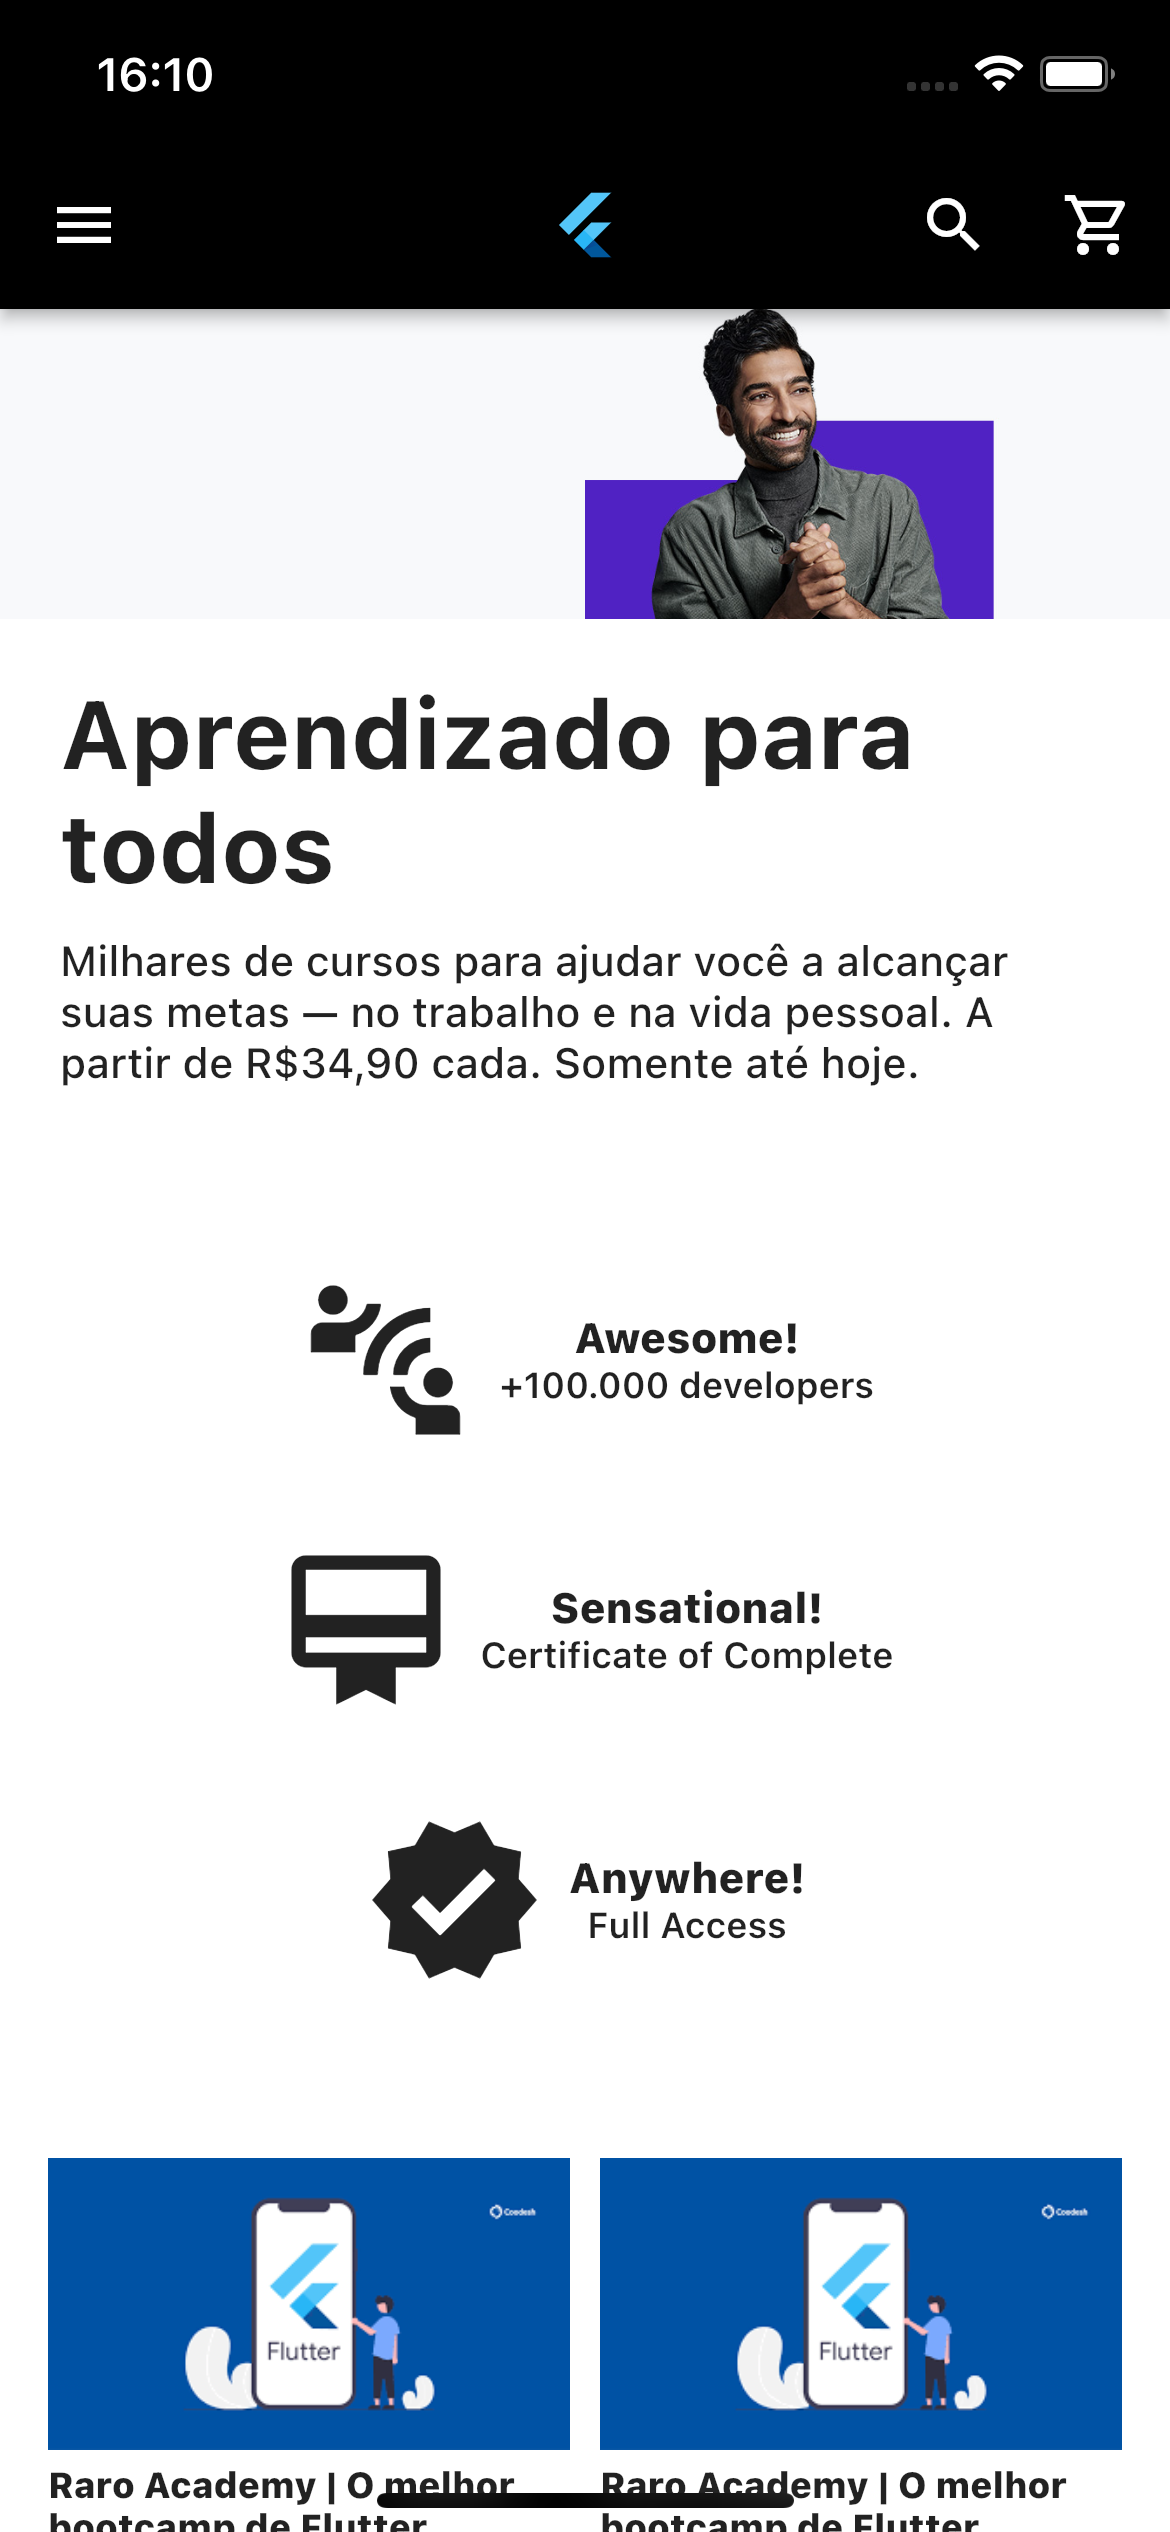 16:10
Aprendizado para
todos
Milhares de cursos para ajudar você a alcançar
suas metas — no trabalho e na vida pessoal. A
partir de R$34,90 cada. Somente até hoje.
Awesome!
+100.000 developers
Sensational!
Certificate of Complete
Anywhere!
Full Access
Coodesh
Flutter
Coodesh
Flutter
Raro Academy | O melhor
bootcamp de Flutter
Raro Academy | O melhor
bootcamp de Flutter